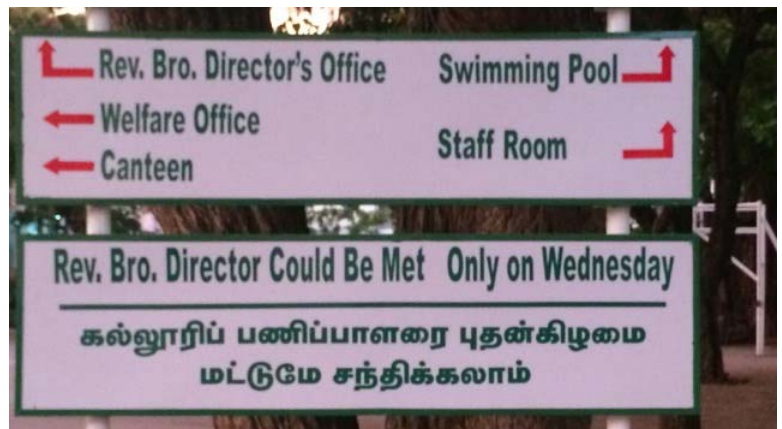 Rev. Bro. Director's Office
Welfare Office
Canteen
Swimming Pool
Staff Room
Rev. Bro. Director Could Be Met Only on Wednesday
கல்லூரிப் பணிப்பாளரை புதன்கிழமை
மட்டுமே சந்திக்கலாம்